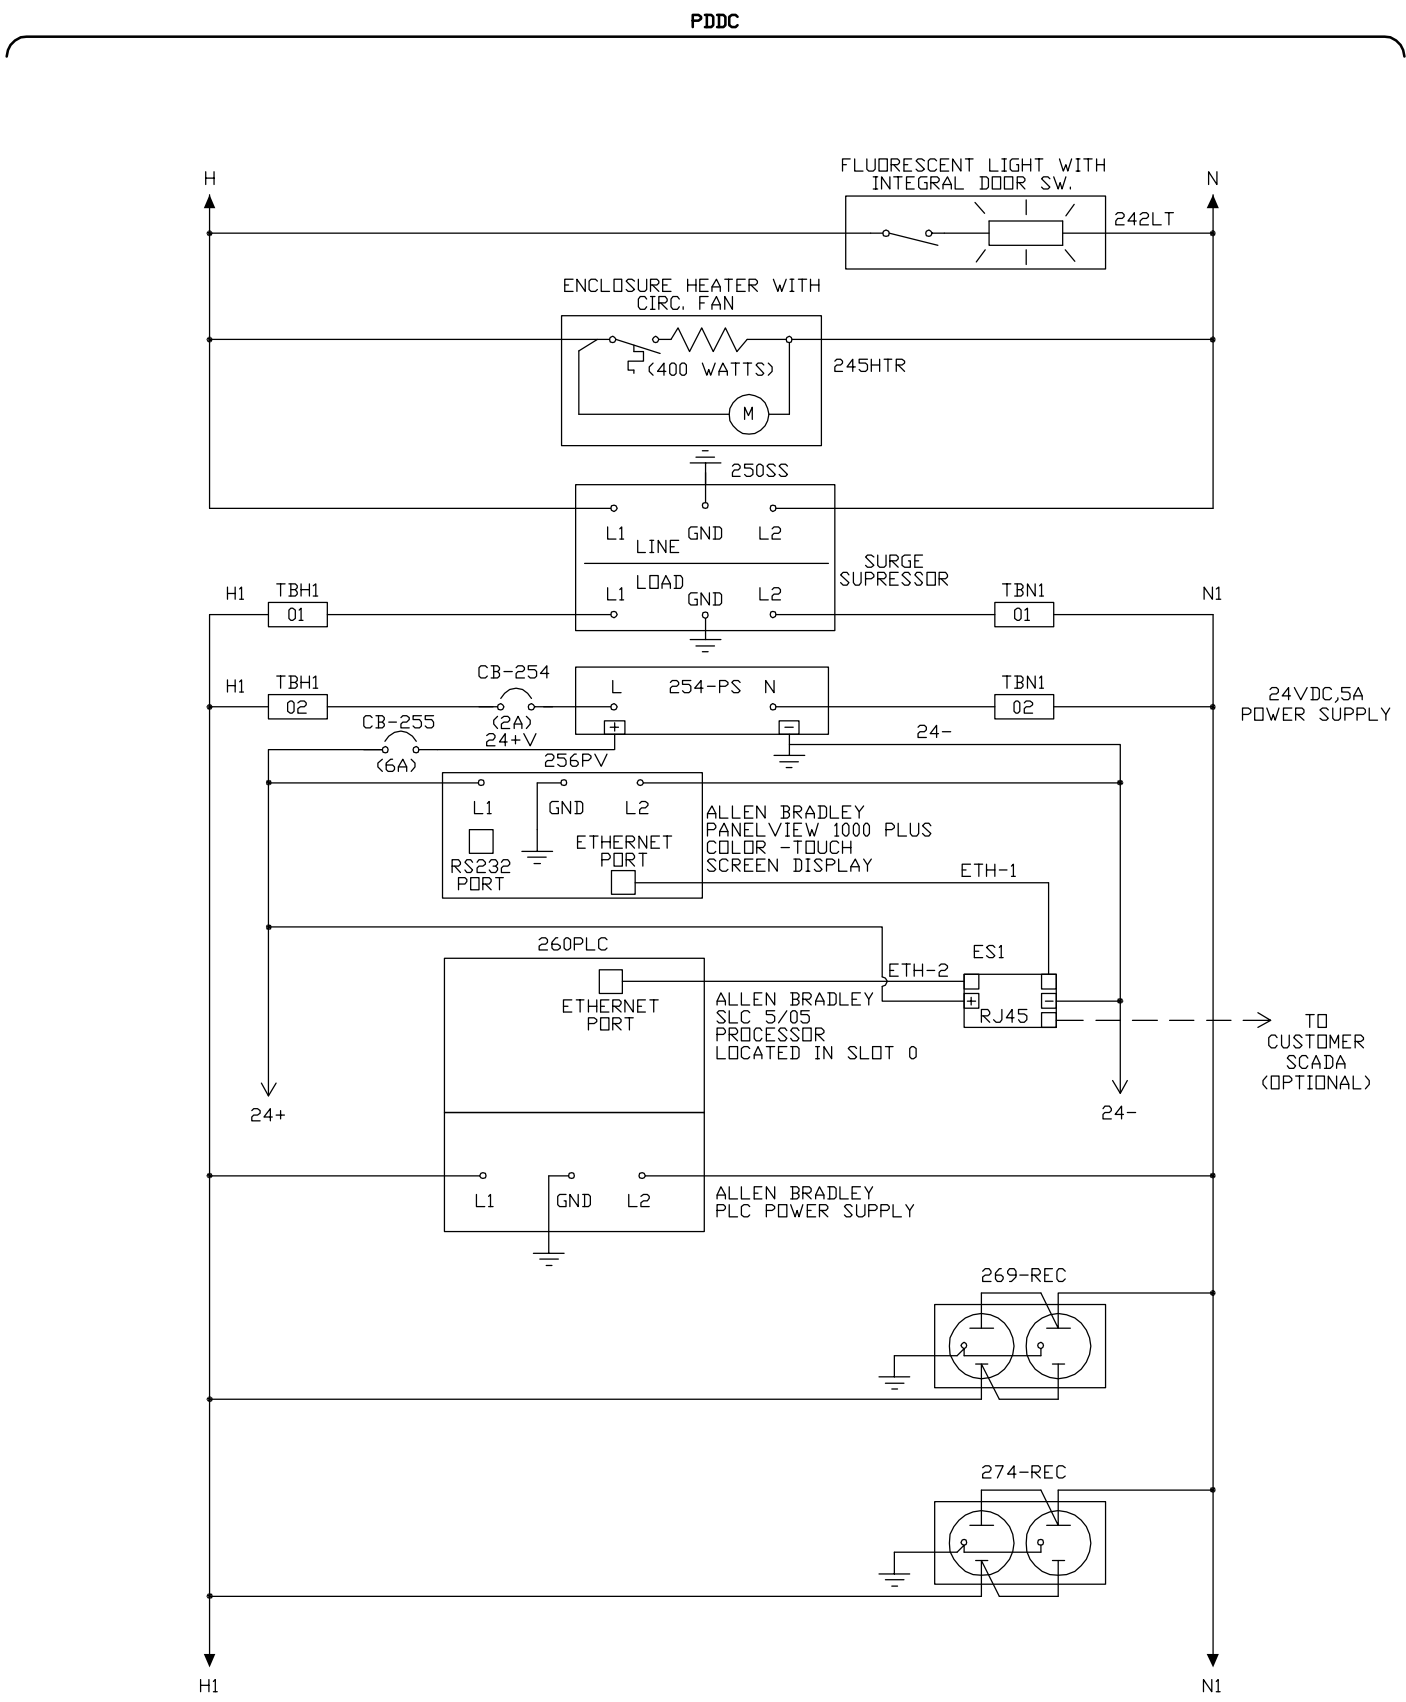 PDDC
H
FLUORESCENT LIGHT WITH
INTEGRAL DOOR SW.
N
242LT
ENCLOSURE HEATER WITH
CIRC. FAN
(400 WATTS)
245HTR
M
250SS
L1
GND
L2
LINE
LOAD
L1
GND
L2
SURGE
SUPRESSOR
H1
TBH1
01
TBN1
01
N1
H1
TBH1
02
CB-254
(2A)
L
254-PS
N
TBN1
02
24VDC,5A
POWER SUPPLY
+
-
CB-255
(6A)
24+V
24-
256PV
L1
GND
L2
RS232
PORT
ETHERNET
PORT
ALLEN BRADLEY
PANELVIEW 1000 PLUS
COLOR -TOUCH
SCREEN DISPLAY
ETH-1
260PLC
ETHERNET
PORT
ETH-2
ES1
+
-
RJ45
ALLEN BRADLEY
SLC 5/05
PROCESSOR
LOCATED IN SLOT 0
TO
CUSTOMER
SCADA
(OPTIONAL)
24+
24-
L1
GND
L2
ALLEN BRADLEY
PLC POWER SUPPLY
269-REC
274-REC
H1
N1